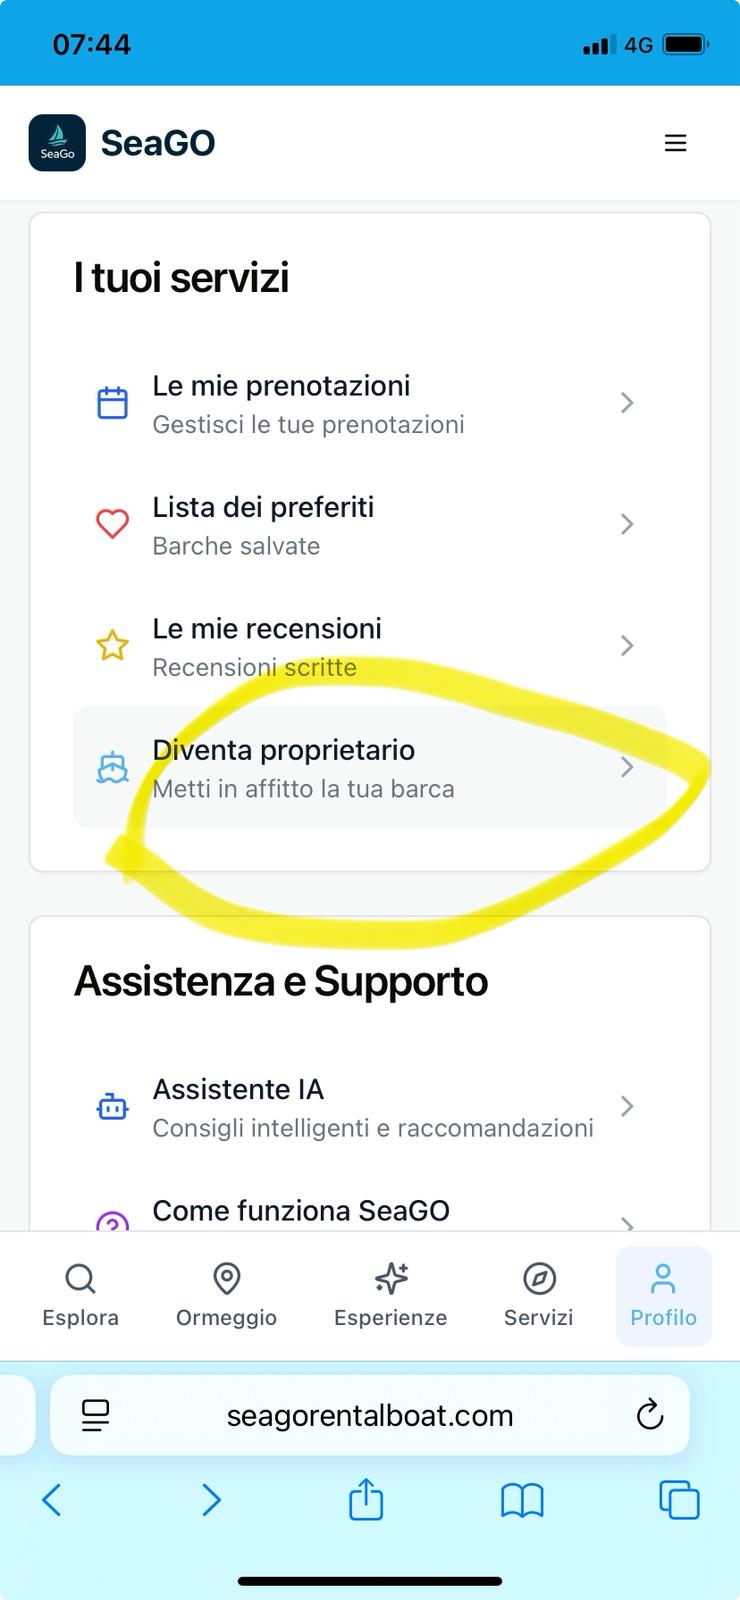 07:44
4G
SeaGo
SeaGO
I tuoi servizi
Le mie prenotazioni
Gestisci le tue prenotazioni
Lista dei preferiti
Barche salvate
Le mie recensioni
Recensioni scritte
Diventa proprietario
Metti in affitto la tua barca
Assistenza e Supporto
Assistente IA
Consigli intelligenti e raccomandazioni
Come funziona SeaGO
Esplora
Ormeggio
Esperienze
Servizi
Profilo
seagorentalboat.com